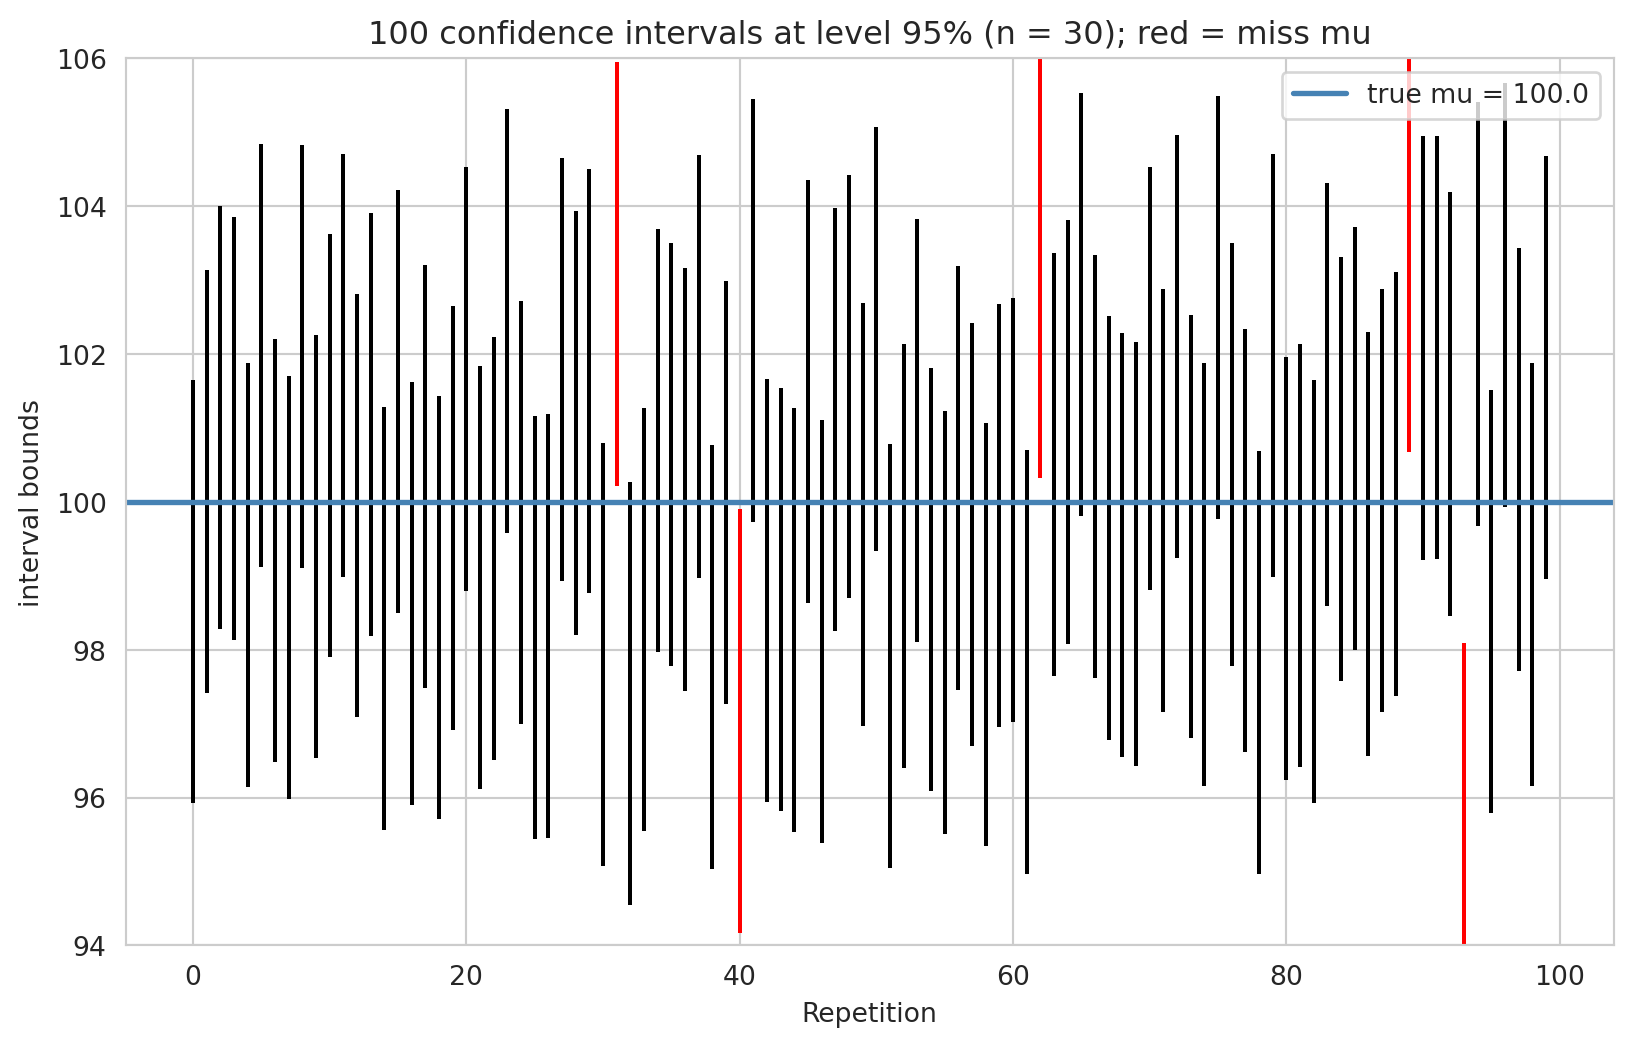 100 confidence intervals at level 95% (n = 30); red = miss mu
106
104
102
100
98
96
94
interval bounds
true mu = 100.0
0 20 40 60 80 100
Repetition